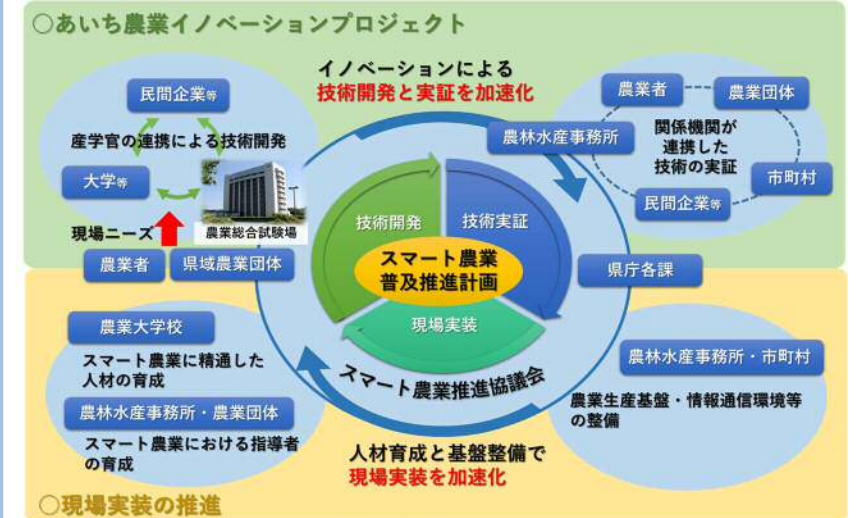 ○あいち農業イノベーションプロジェクト
イノベーションによる
技術開発と実証を加速化
民間企業等
産学官の連携による技術開発
大学等
農業総合試験場
現場ニーズ
農業者
県域農業団体
農業者
農業団体
農林水産事務所
関係機関が
連携した
技術の実証
市町村
民間企業等
技術開発
技術実証
スマート農業
普及推進計画
現場実装
県庁各課
スマート農業推進協議会
農業大学校
スマート農業に精通した
人材の育成
農林水産事務所・農業団体
スマート農業における指導者
の育成
農林水産事務所・市町村
農業生産基盤・情報通信環境等
の整備
人材育成と基盤整備で
現場実装を加速化
○現場実装の推進